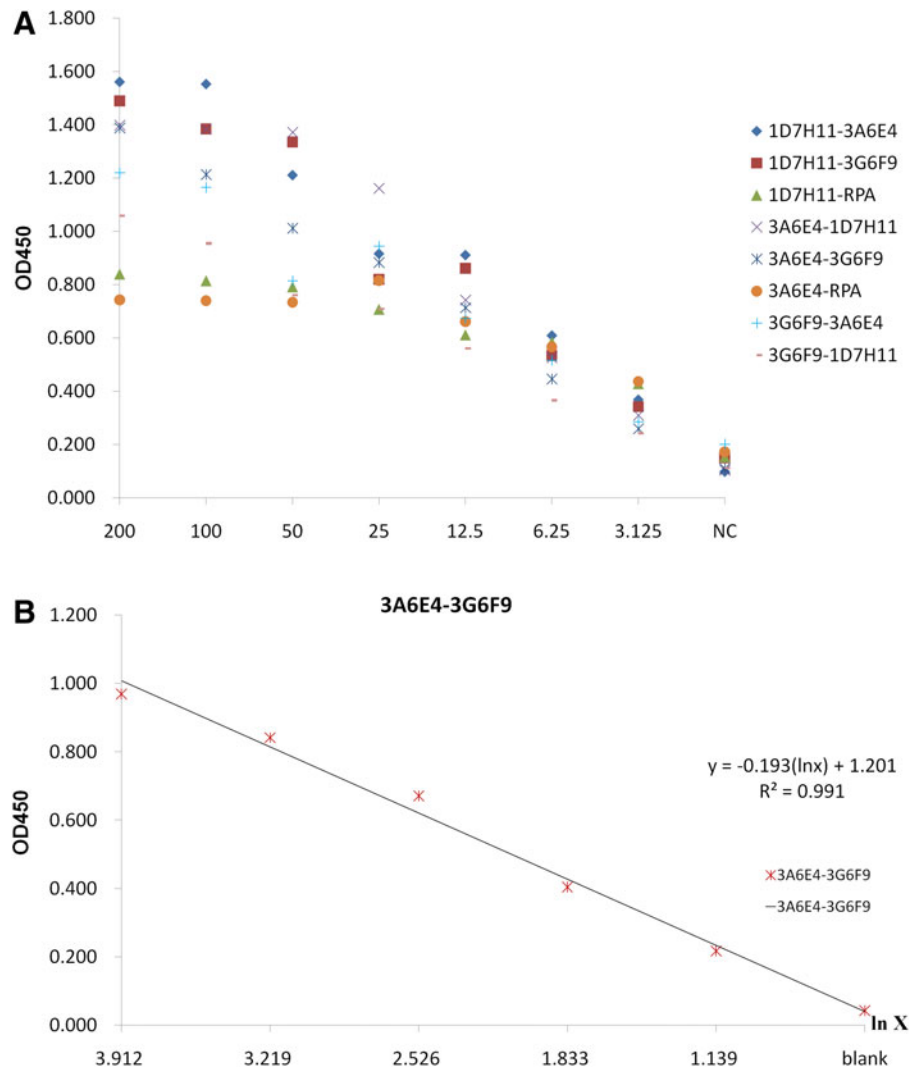 A
1.800
1.600
1.400
1.200
1.000
0.800
0.600
0.400
0.200
0.000
OD450
200 100 50 25 12.5 6.25 3.125 NC
1D7H11-3A6E4
1D7H11-3G6F9
1D7H11-RPA
3A6E4-1D7H11
3A6E4-3G6F9
3A6E4-RPA
3G6F9-3A6E4
3G6F9-1D7H11
B
3A6E4-3G6F9
1.200
1.000
0.800
0.600
0.400
0.200
0.000
OD450
y = -0.193(lnx) + 1.201
R² = 0.991
3A6E4-3G6F9
3A6E4-3G6F9
ln X
3.912 3.219 2.526 1.833 1.139 blank